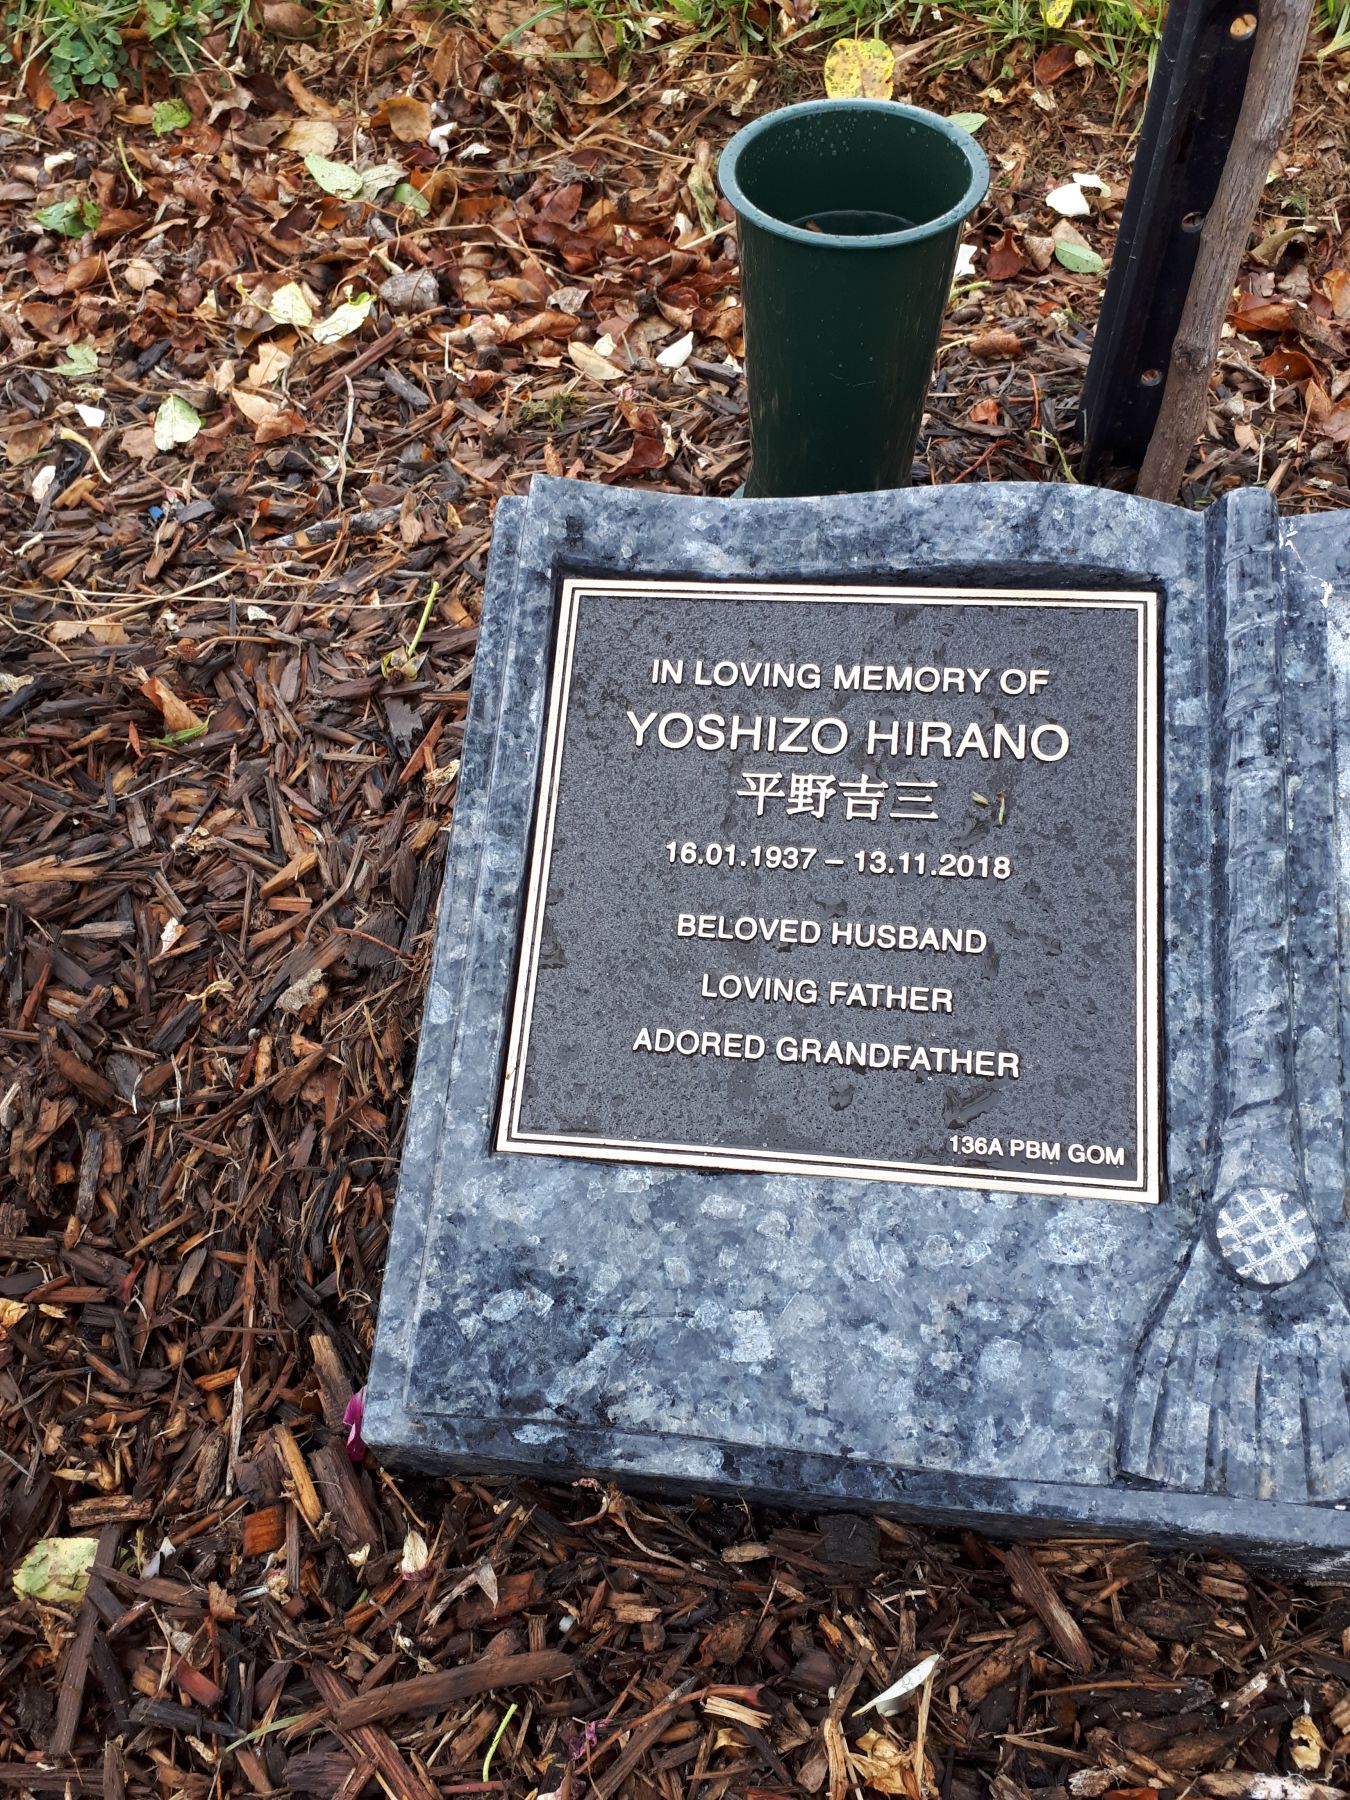 IN LOVING MEMORY OF
YOSHIZO HIRANO
平野吉三
16.01.1937 – 13.11.2018
BELOVED HUSBAND
LOVING FATHER
ADORED GRANDFATHER
136A PBM GOM